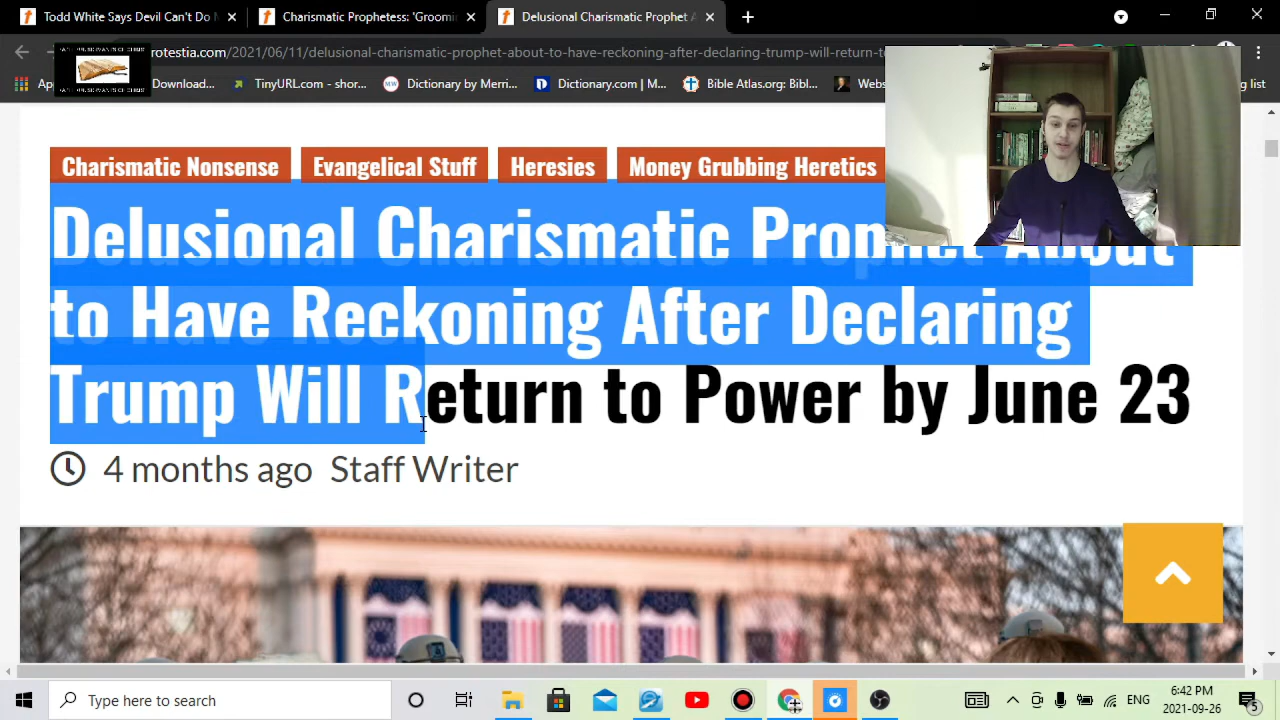 Todd White Says Devil Can't Do
Charismatic Prophetess: 'Groomi
Delusional Charismatic Prophet
rotestia.com/2021/06/11/delusional-charismatic-prophet-about-to-have-reckoning-after-declaring-trump-will-return-t
Download...
TinyURL.com - shor...
Dictionary by Merri...
Dictionary.com | M...
Bible Atlas.org: Bibl...
Webs
g list
Charismatic Nonsense
Evangelical Stuff
Heresies
Money Grubbing Heretics
Delusional Charismatic Prophet About
to Have Reckoning After Declaring
Trump Will Return to Power by June 23
4 months ago Staff Writer
Type here to search
ENG
6:42 PM
2021-09-26